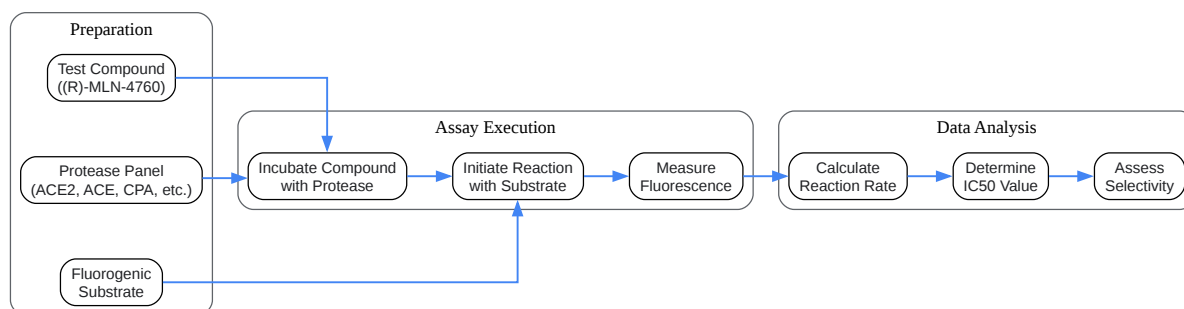 Preparation
Test Compound
((R)-MLN-4760)
Protease Panel
(ACE2, ACE, CPA, etc.)
Fluorogenic
Substrate
Assay Execution
Incubate Compound
with Protease
Initiate Reaction
with Substrate
Measure
Fluorescence
Data Analysis
Calculate
Reaction Rate
Determine
IC50 Value
Assess
Selectivity